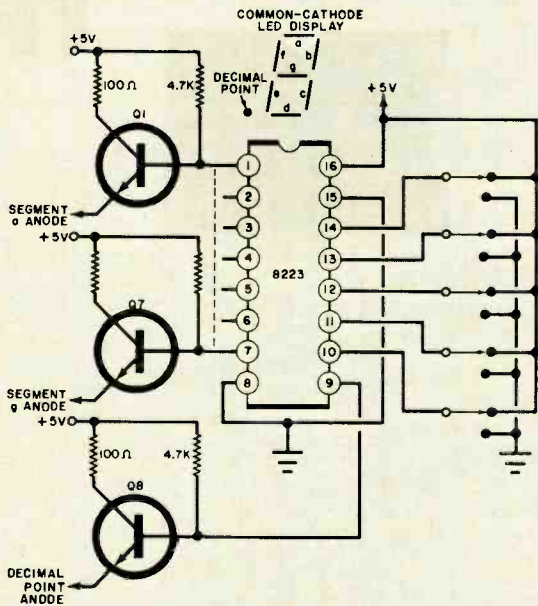 COMMON-CATHODE
LED DISPLAY
a
f
b
g
e
c
d
DECIMAL
POINT
+5V
100Ω
4.7K
Q1
SEGMENT
a ANODE
+5V
Q7
SEGMENT
g ANODE
+5V
100Ω
4.7K
Q8
DECIMAL
POINT
ANODE
1
2
3
4
5
6
7
8
8223
16
15
14
13
12
11
10
9
+5V